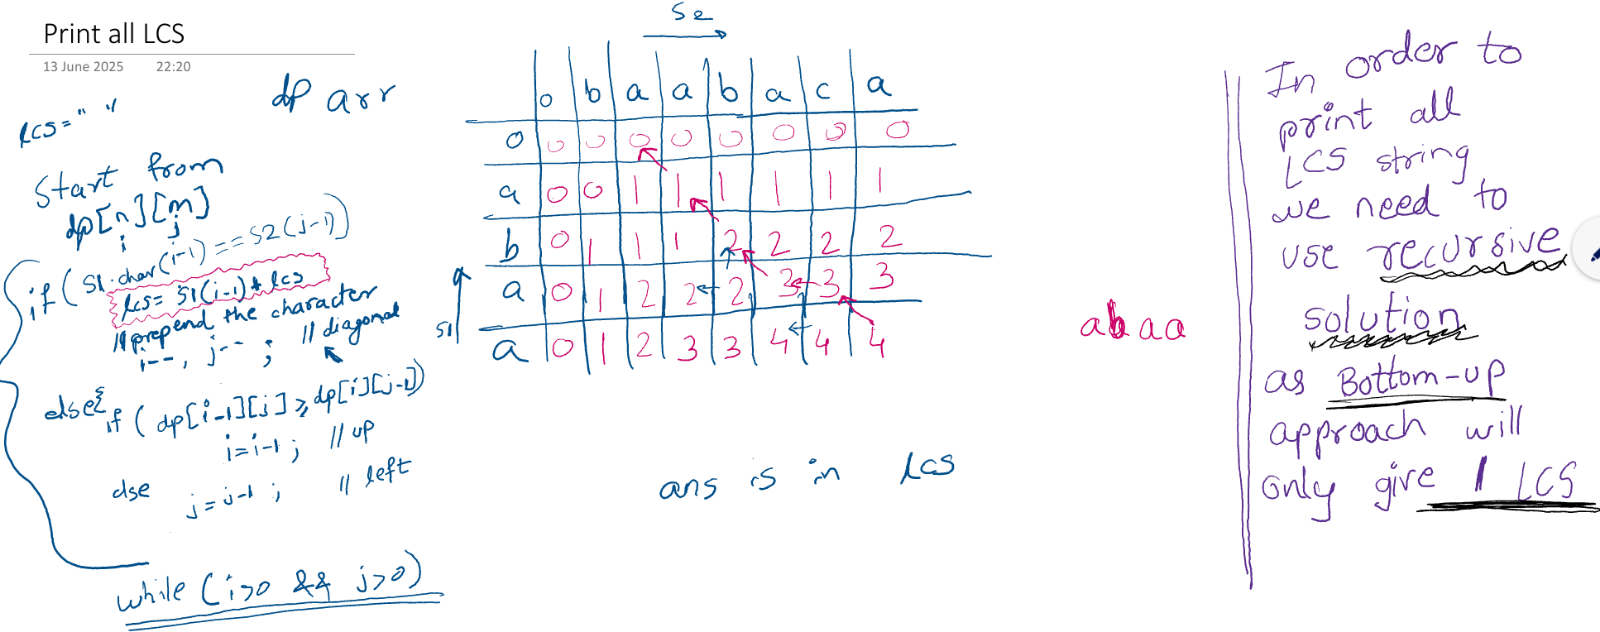 Print all LCS
13 June 2025 22:20
lcs = " "
dp arr
Start from
dp[n][m]
i j
if ( S1.char(i-1) == S2(j-1))
lcs = S1(i-1) + lcs
// prepend the character
i--, j-- ; // diagonal
else{ if ( dp[i-1][j] >, dp[i][j-1])
i=i-1 ; // up
else j=j-1 ; // left
while (i>0 && j>0)
S2
0 b a a b a c a
0 0 0 0 0 0 0 0 0
a 0 0 1 1 1 1 1 1
b 0 1 1 1 2 2 2 2
a 0 1 2 2 2 3 3 3
a 0 1 2 3 3 4 4 4
S1
abaa
ans is in lcs
In order to
print all
LCS string
we need to
use recursive
solution
as Bottom-up
approach will
only give 1 LCS